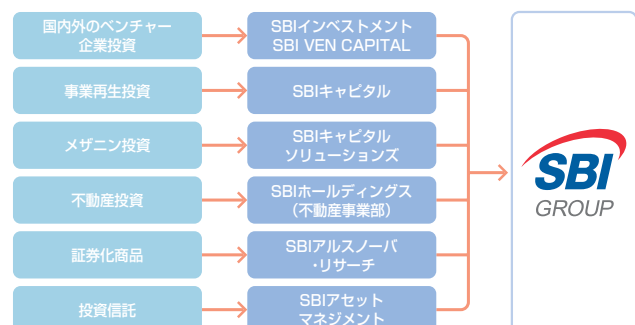 国内外のベンチャー
企業投資
SBIインベストメント
SBI VEN CAPITAL
事業再生投資
SBIキャピタル
メザニン投資
SBIキャピタル
ソリューションズ
不動産投資
SBIホールディングス
（不動産事業部）
証券化商品
SBIアルスノーバ
・リサーチ
投資信託
SBIアセット
マネジメント
SBI
GROUP